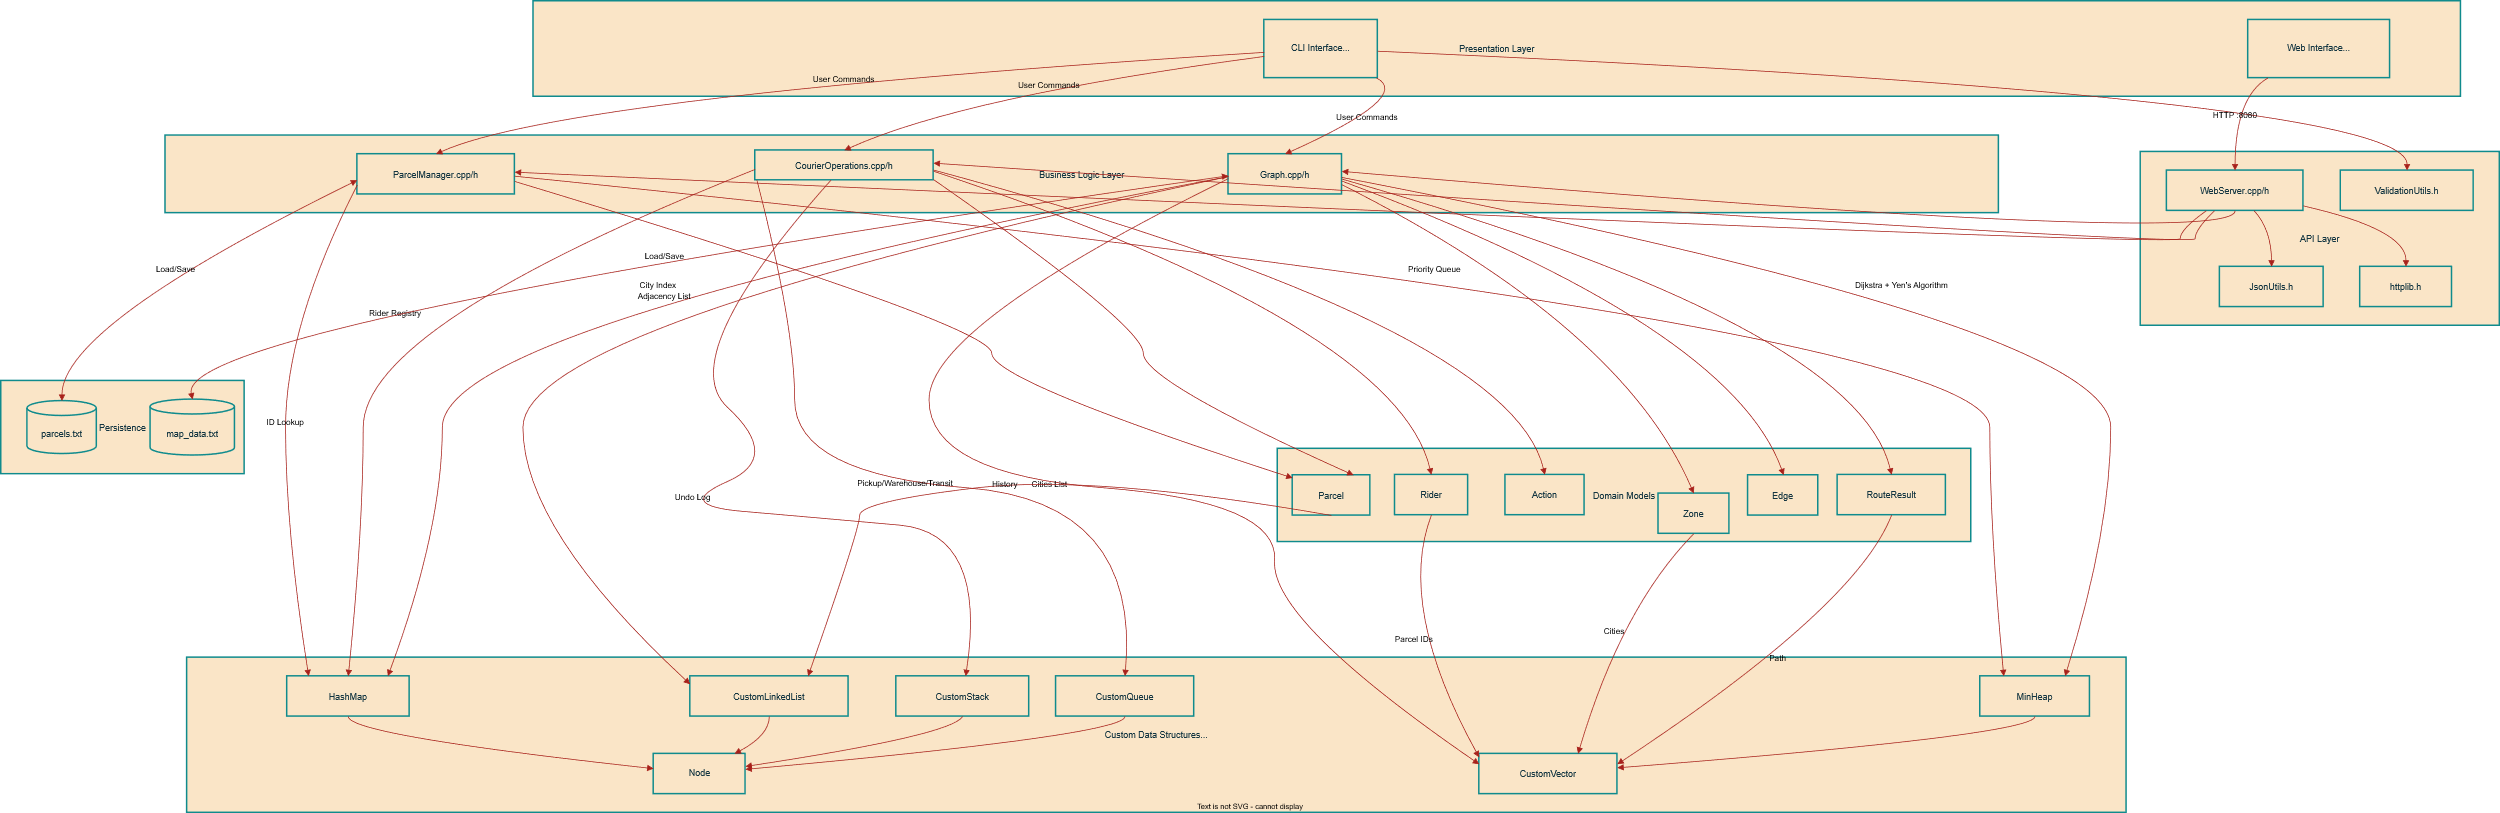 CLI Interface...
Presentation Layer
Web Interface...
User Commands
User Commands
User Commands
HTTP :8080
ParcelManager.cpp/h
CourierOperations.cpp/h
Business Logic Layer
Graph.cpp/h
WebServer.cpp/h
ValidationUtils.h
API Layer
JsonUtils.h
httplib.h
Load/Save
Load/Save
Priority Queue
City Index
Adjacency List
Dijkstra + Yen's Algorithm
Rider Registry
parcels.txt
Persistence
map_data.txt
ID Lookup
Pickup/Warehouse/Transit
History
Cities List
Undo Log
Parcel
Rider
Action
Domain Models
Zone
Edge
RouteResult
Parcel IDs
Cities
Path
HashMap
CustomLinkedList
CustomStack
CustomQueue
MinHeap
Custom Data Structures...
Node
CustomVector
Text is not SVG - cannot display